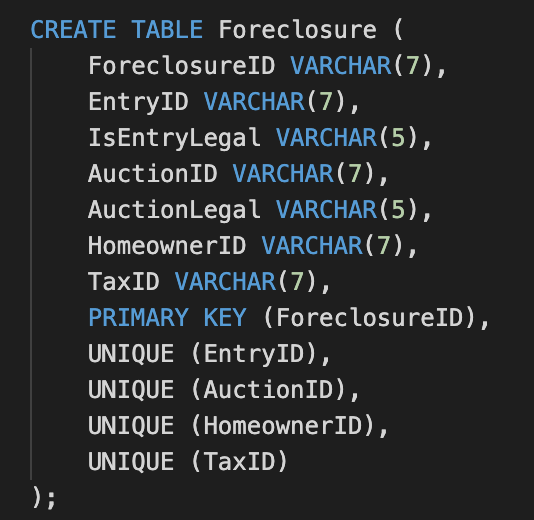 CREATE TABLE Foreclosure (
    ForeclosureID VARCHAR(7),
    EntryID VARCHAR(7),
    IsEntryLegal VARCHAR(5),
    AuctionID VARCHAR(7),
    AuctionLegal VARCHAR(5),
    HomeownerID VARCHAR(7),
    TaxID VARCHAR(7),
    PRIMARY KEY (ForeclosureID),
    UNIQUE (EntryID),
    UNIQUE (AuctionID),
    UNIQUE (HomeownerID),
    UNIQUE (TaxID)
);